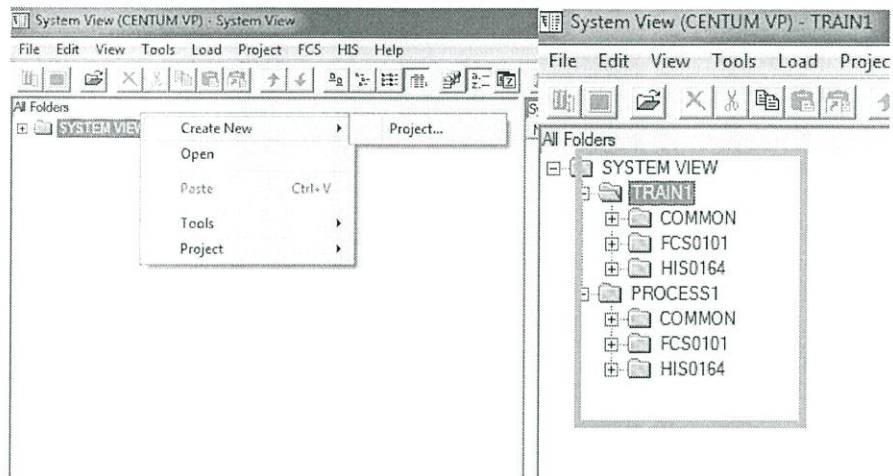 System View (CENTUM VP) - System View
File Edit View Tools Load Project FCS HIS Help
All Folders
SYSTEM VIEW
Create New
Project...
Open
Paste Ctrl+V
Tools
Project
System View (CENTUM VP) - TRAIN1
File Edit View Tools Load Projec
All Folders
SYSTEM VIEW
TRAIN1
COMMON
FCS0101
HIS0164
PROCESS1
COMMON
FCS0101
HIS0164